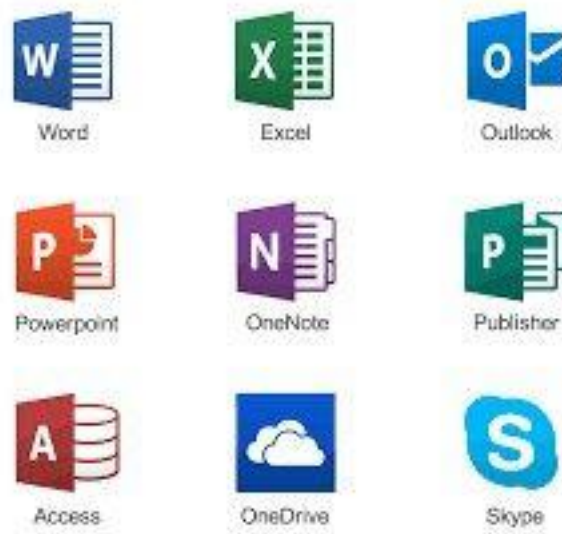 W X O
Word Excel Outlook
P N P
Powerpoint OneNote Publisher
A S
Access OneDrive Skype